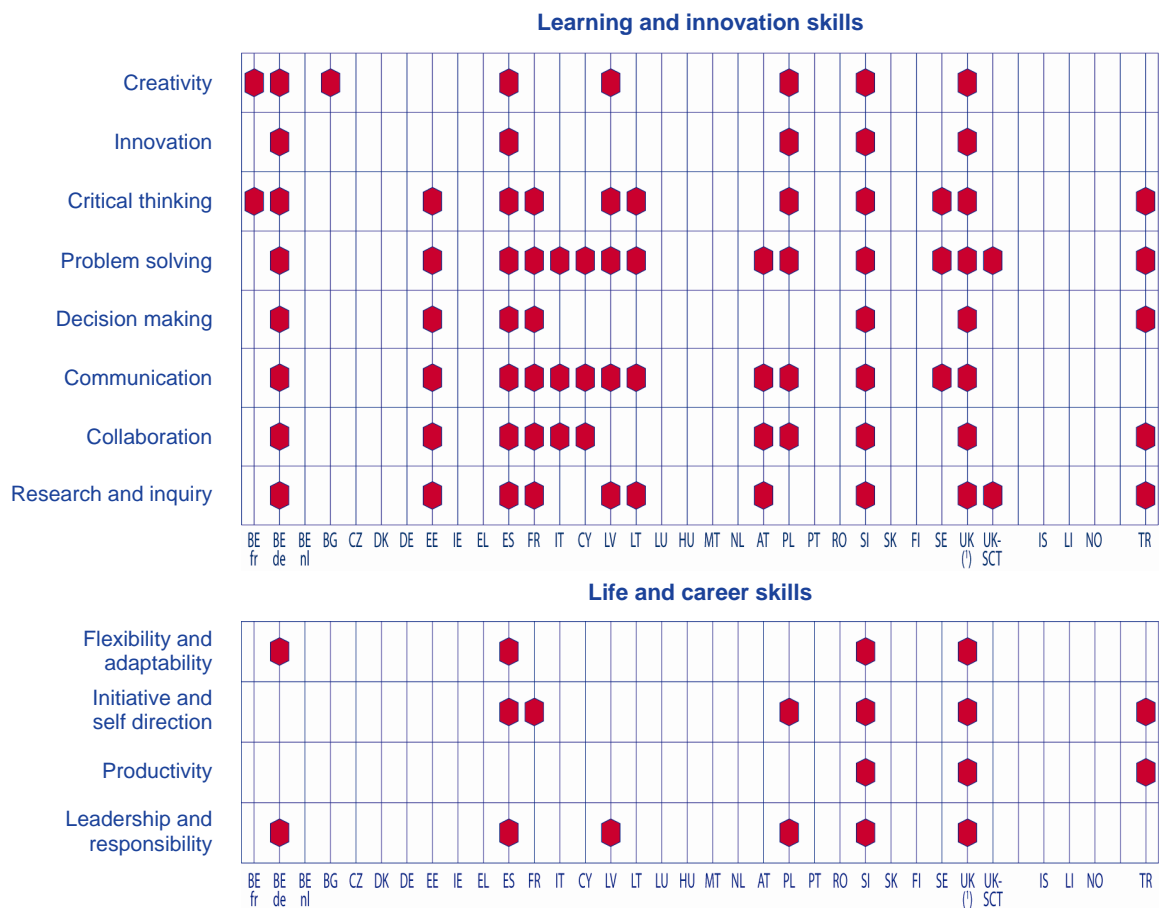 Learning and innovation skills
Creativity
Innovation
Critical thinking
Problem solving
Decision making
Communication
Collaboration
Research and inquiry
BE BE BE BG CZ DK DE EE IE EL ES FR IT CY LV LT LU HU MT NL AT PL PT RO SI SK FI SE UK UK- IS LI NO TR
fr de nl (¹) SCT
Life and career skills
Flexibility and
adaptability
Initiative and
self direction
Productivity
Leadership and
responsibility
BE BE BE BG CZ DK DE EE IE EL ES FR IT CY LV LT LU HU MT NL AT PL PT RO SI SK FI SE UK UK- IS LI NO TR
fr de nl (¹) SCT